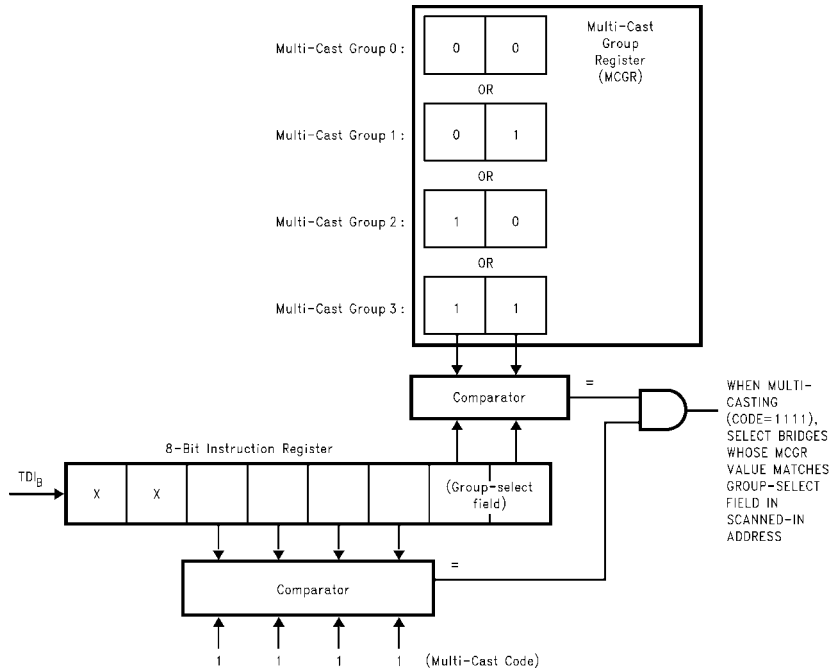 Multi-Cast Group 0 : 0 0
Multi-Cast
Group
Register
(MCGR)
OR
Multi-Cast Group 1 : 0 1
OR
Multi-Cast Group 2 : 1 0
OR
Multi-Cast Group 3 : 1 1
Comparator
=
WHEN MULTI-
CASTING
(CODE=1111),
SELECT BRIDGES
WHOSE MCGR
VALUE MATCHES
GROUP-SELECT
FIELD IN
SCANNED-IN
ADDRESS
8-Bit Instruction Register
TDIB
X X
(Group-select
field)
Comparator
=
1 1 1 1 (Multi-Cast Code)